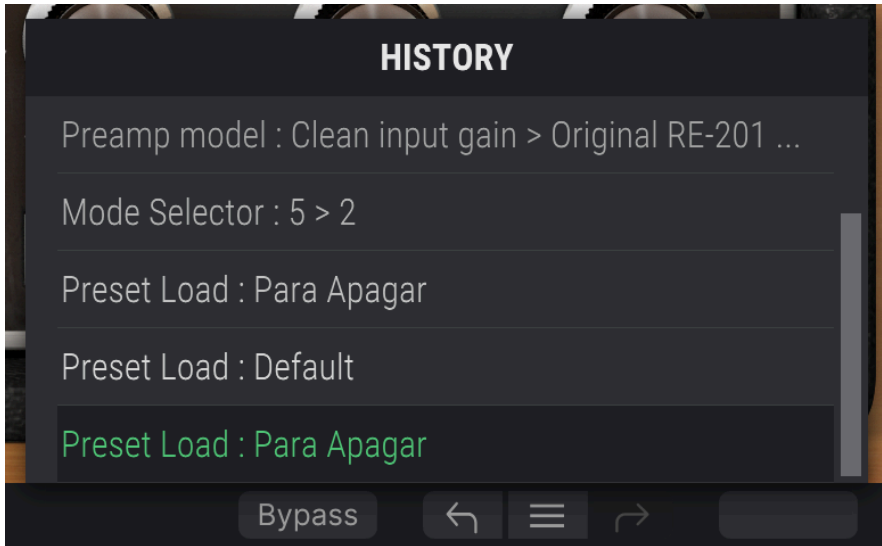 HISTORY
Preamp model : Clean input gain > Original RE-201 ...
Mode Selector : 5 > 2
Preset Load : Para Apagar
Preset Load : Default
Preset Load : Para Apagar
Bypass